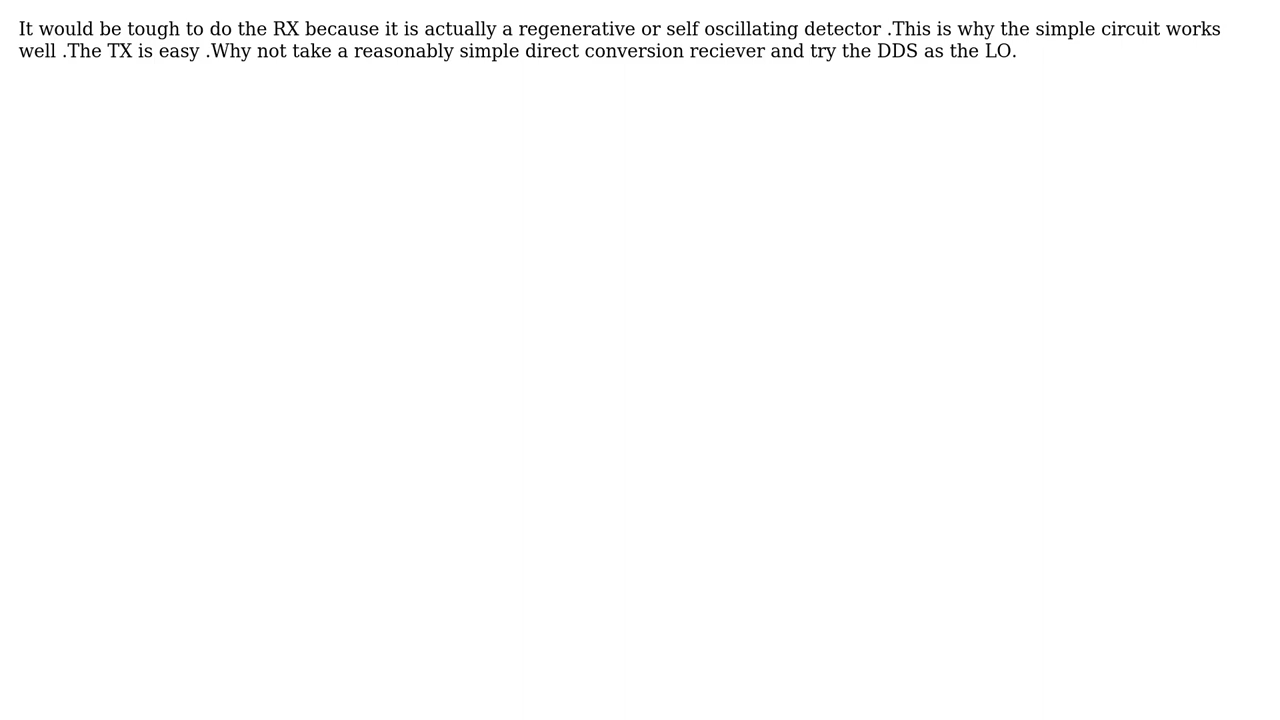 It would be tough to do the RX because it is actually a regenerative or self oscillating detector .This is why the simple circuit works
well .The TX is easy .Why not take a reasonably simple direct conversion reciever and try the DDS as the LO.